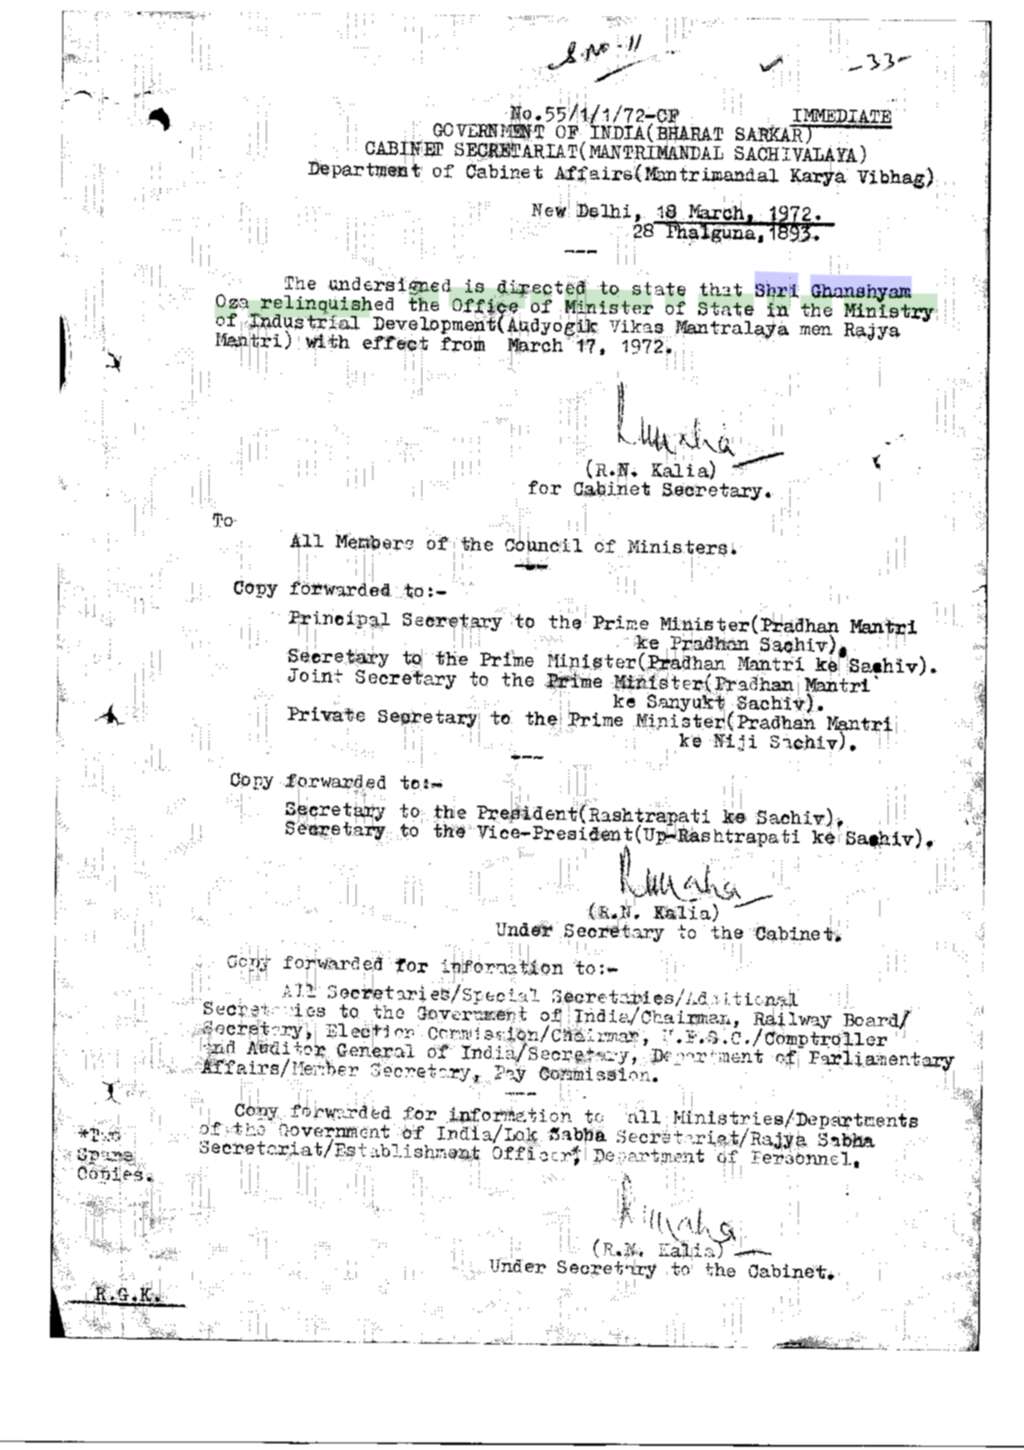 S.No-11
-33-
No.55/1/1/72-CF IMMEDIATE
GOVERNMENT OF INDIA(BHARAT SARKAR)
CABINET SECRETARIAT(MANTRIMANDAL SACHIVALAYA)
Department of Cabinet Affairs(Mantrimandal Karya Vibhag)
New Delhi, 18 March, 1972.
28 Phalguna,1893.
---
The undersigned is directed to state that Shri Ghanshyam
Oza relinquished the Office of Minister of State in the Ministry
of Industrial Development(Audyogik Vikas Mantralaya men Rajya
Mantri) with effect from March 17, 1972.
(R.N. Kalia)
for Cabinet Secretary.
To
All Members of the Council of Ministers.
---
Copy forwarded to:-
Principal Secretary to the Prime Minister(Pradhan Mantri
ke Pradhan Sachiv).
Secretary to the Prime Minister(Pradhan Mantri ke Sachiv).
Joint Secretary to the Prime Minister(Pradhan Mantri
ke Sanyukt Sachiv).
Private Secretary to the Prime Minister(Pradhan Mantri
ke Niji Sachiv).
---
Copy forwarded to:-
Secretary to the President(Rashtrapati ke Sachiv).
Secretary to the Vice-President(Up-Rashtrapati ke Sachiv).
(R.N. Kalia)
Under Secretary to the Cabinet.
Copy forwarded for information to:-
All Secretaries/Special Secretaries/Additional
Secretaries to the Government of India/Chairman, Railway Board/
Secretary, Election Commission/Chairman, U.P.S.C./Comptroller
and Auditor General of India/Secretary, Department of Parliamentary
Affairs/Member Secretary, Pay Commission.
---
Copy forwarded for information to all Ministries/Departments
of the Government of India/Lok Sabha Secretariat/Rajya Sabha
Secretariat/Establishment Officer*, Department of Personnel.
*Two
Spare
Copies.
(R.N. Kalia)
Under Secretary to the Cabinet.
R.G.K.